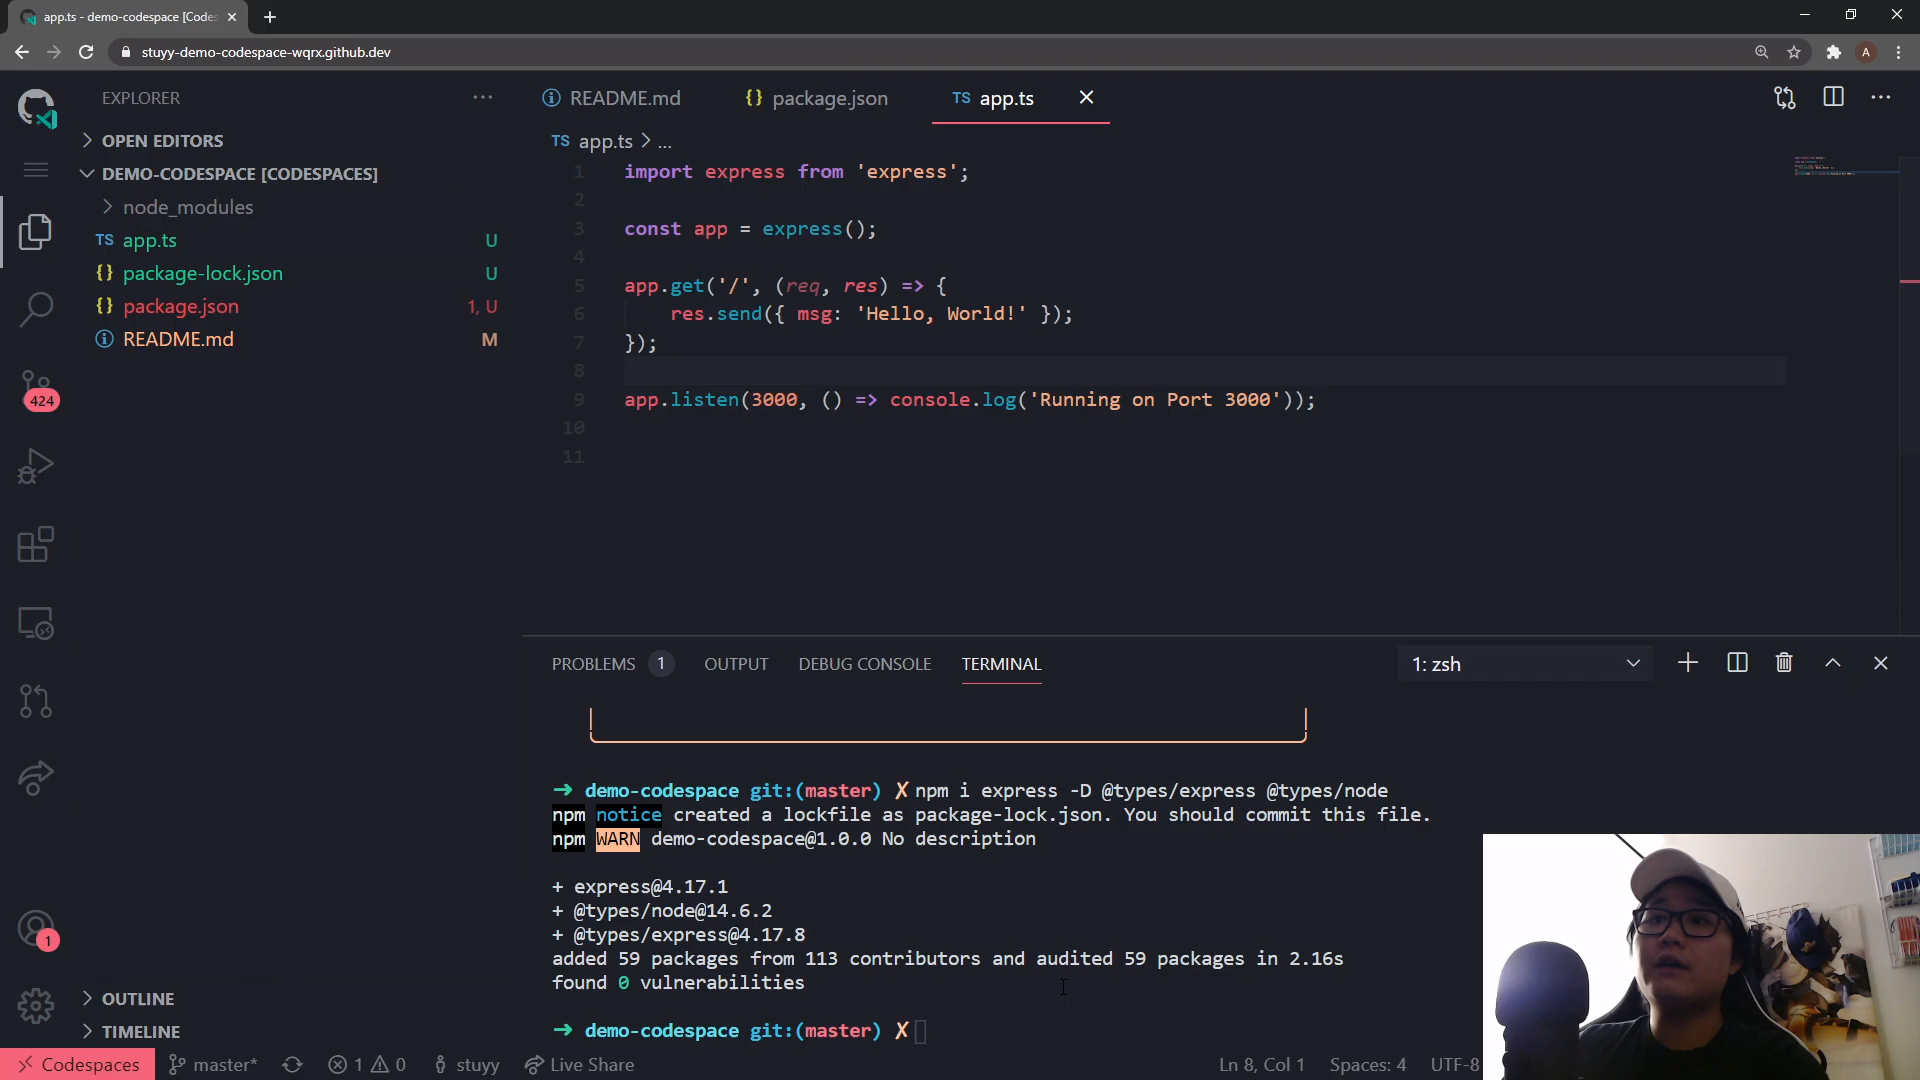 app.ts - demo-codespace [Codes
stuyy-demo-codespace-wqrx.github.dev
A
EXPLORER
README.md
{} package.json
TS app.ts
OPEN EDITORS
TS app.ts > ...
DEMO-CODESPACE [CODESPACES]
node_modules
TS app.ts U
{} package-lock.json U
{} package.json 1, U
README.md M
424
1
1 import express from 'express';
2
3 const app = express();
4
5 app.get('/', (req, res) => {
6 res.send({ msg: 'Hello, World!' });
7 });
8
9 app.listen(3000, () => console.log('Running on Port 3000'));
10
11
PROBLEMS 1 OUTPUT DEBUG CONSOLE TERMINAL
1: zsh
➜ demo-codespace git:(master) ✗ npm i express -D @types/express @types/node
npm notice created a lockfile as package-lock.json. You should commit this file.
npm WARN demo-codespace@1.0.0 No description
+ express@4.17.1
+ @types/node@14.6.2
+ @types/express@4.17.8
added 59 packages from 113 contributors and audited 59 packages in 2.16s
found 0 vulnerabilities
➜ demo-codespace git:(master) ✗
OUTLINE
TIMELINE
Codespaces master* 1 0 stuyy Live Share Ln 8, Col 1 Spaces: 4 UTF-8